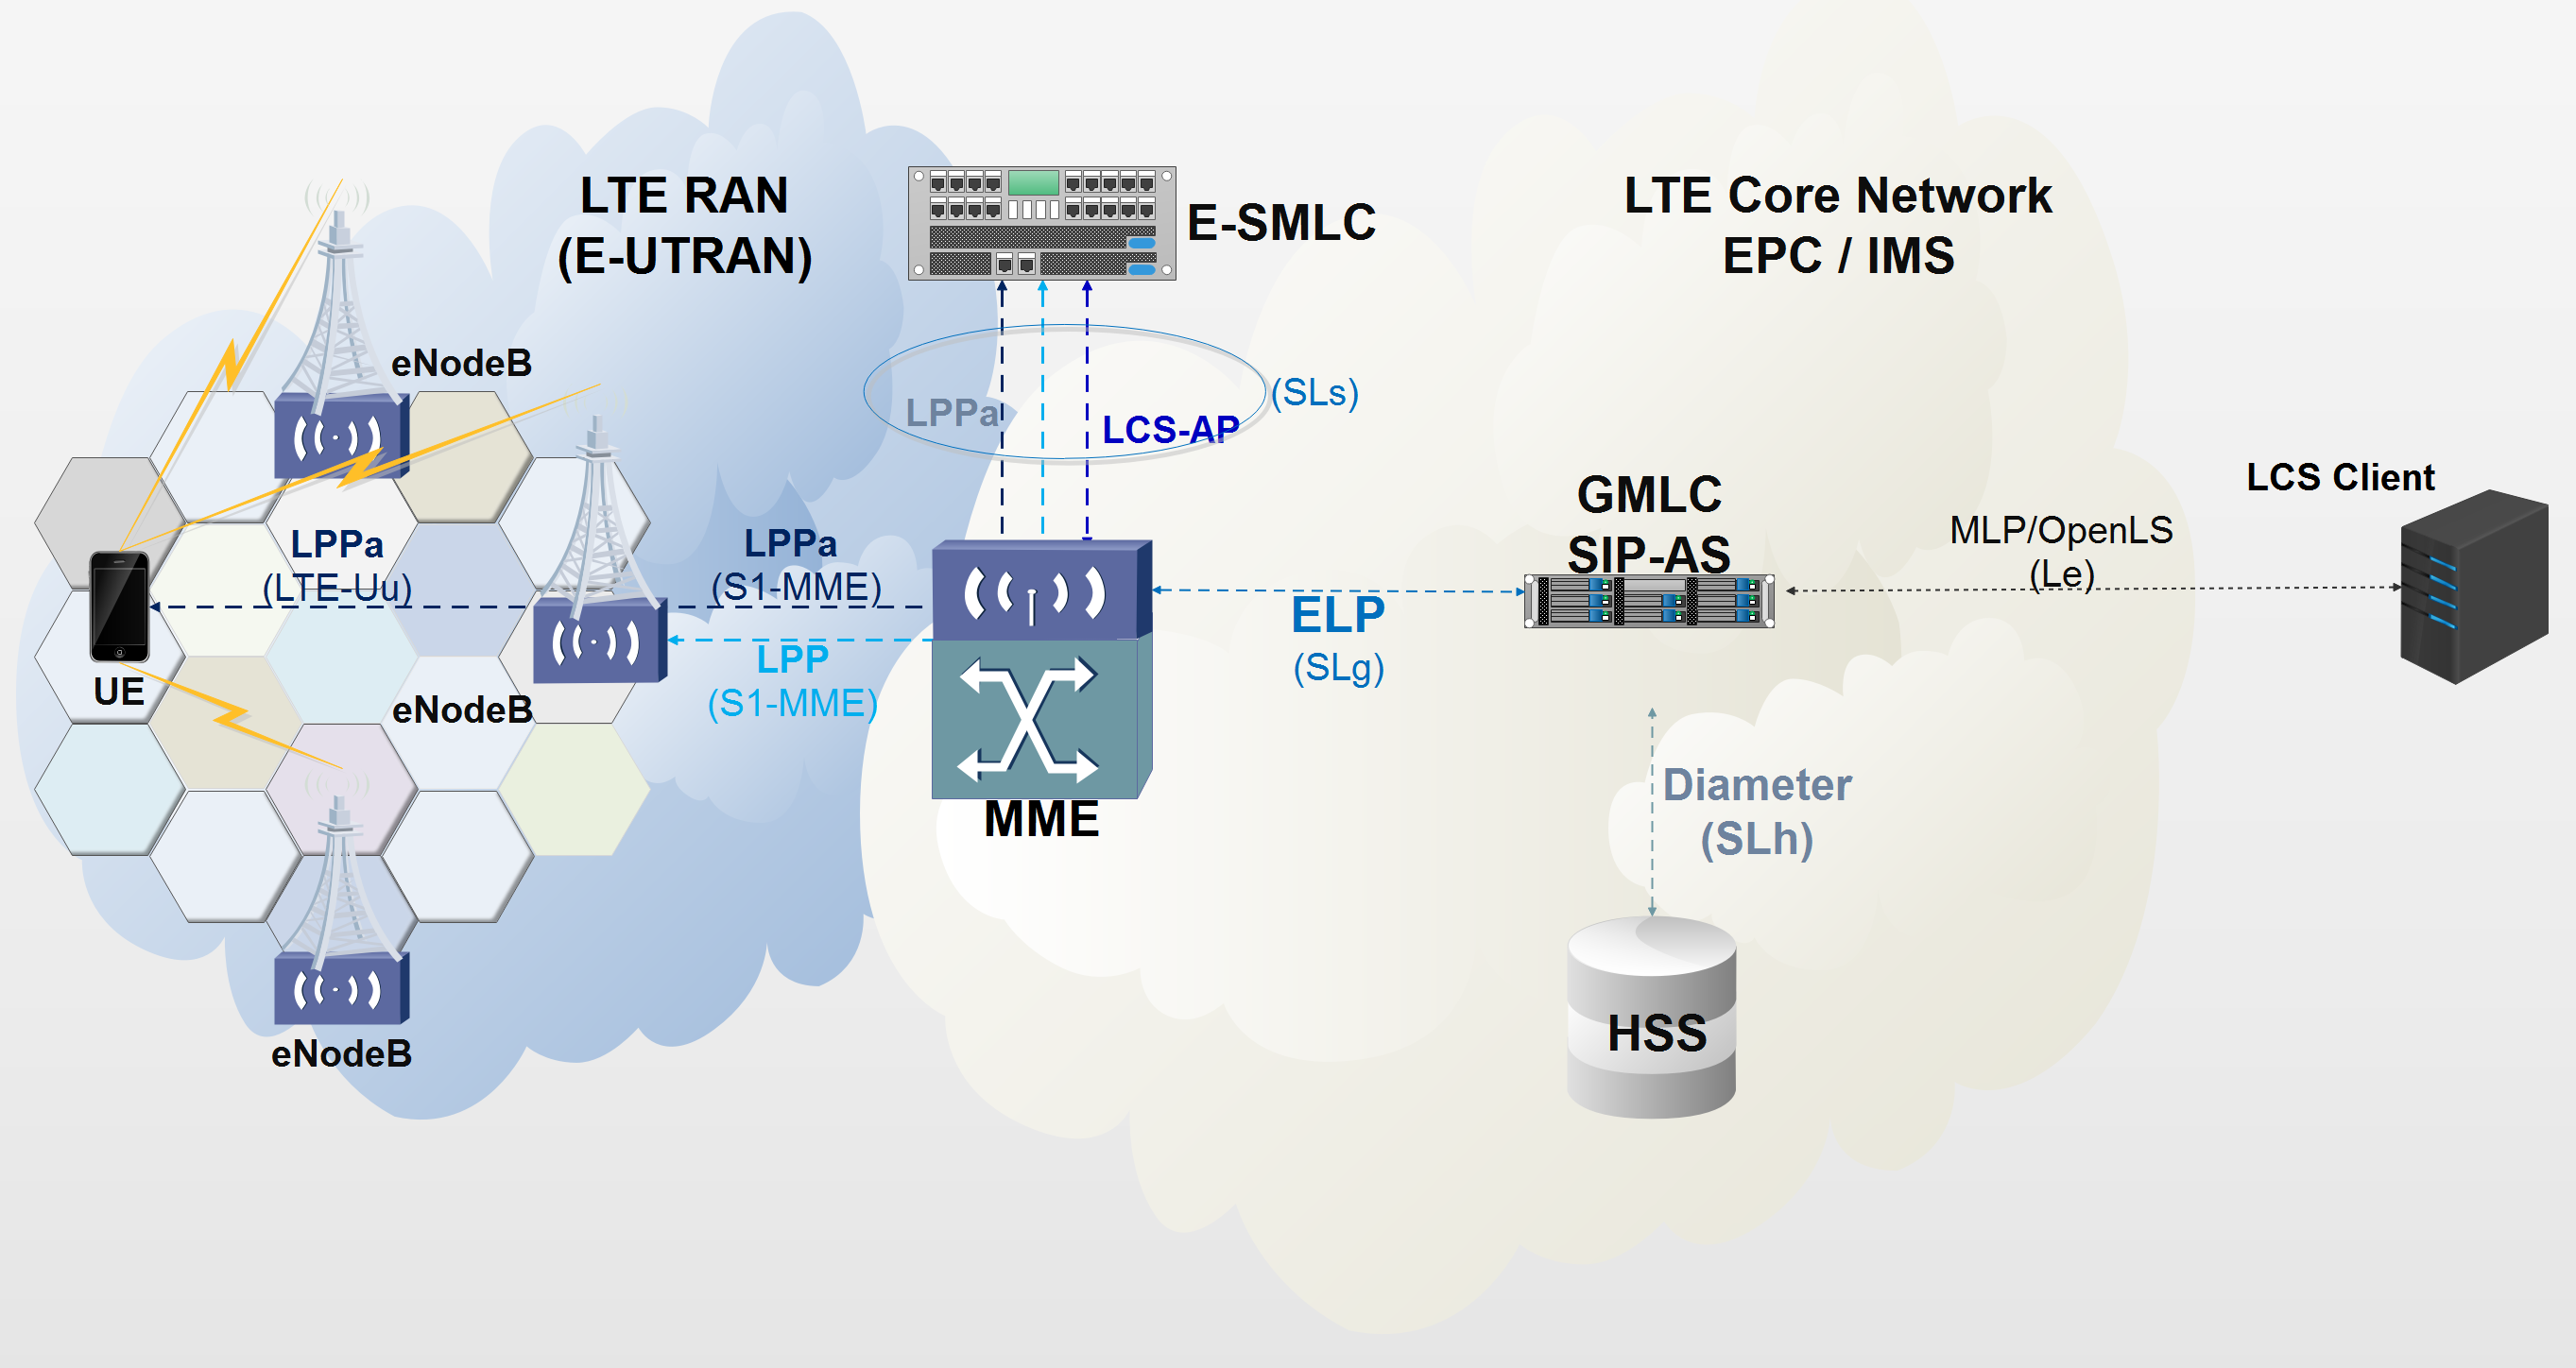 LTE RAN
(E-UTRAN)
E-SMLC
LTE Core Network
EPC / IMS
eNodeB
(SLs)
LPPa
LCS-AP
GMLC
SIP-AS
LCS Client
MLP/OpenLS
(Le)
LPPa
(LTE-Uu)
LPPa
(S1-MME)
ELP
(SLg)
LPP
(S1-MME)
UE
eNodeB
MME
Diameter
(SLh)
HSS
eNodeB